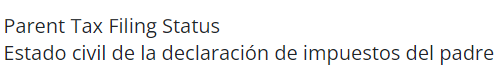 Parent Tax Filing Status
Estado civil de la declaración de impuestos del padre